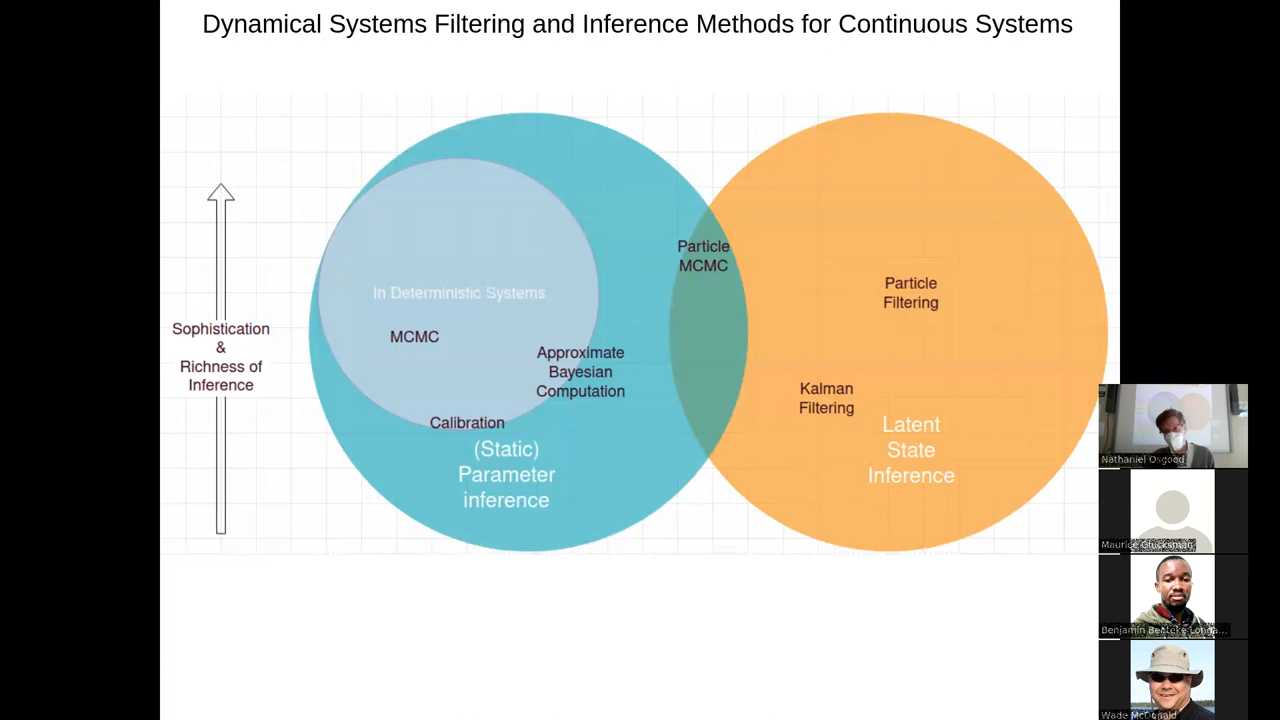 Dynamical Systems Filtering and Inference Methods for Continuous Systems
Sophistication
&
Richness of
Inference
In Deterministic Systems
MCMC
Approximate
Bayesian
Computation
Calibration
(Static)
Parameter
inference
Particle
MCMC
Particle
Filtering
Kalman
Filtering
Latent
State
Inference
Nathaniel Osgood
Maurice Glucksman
Benjamin
Wade McDonald